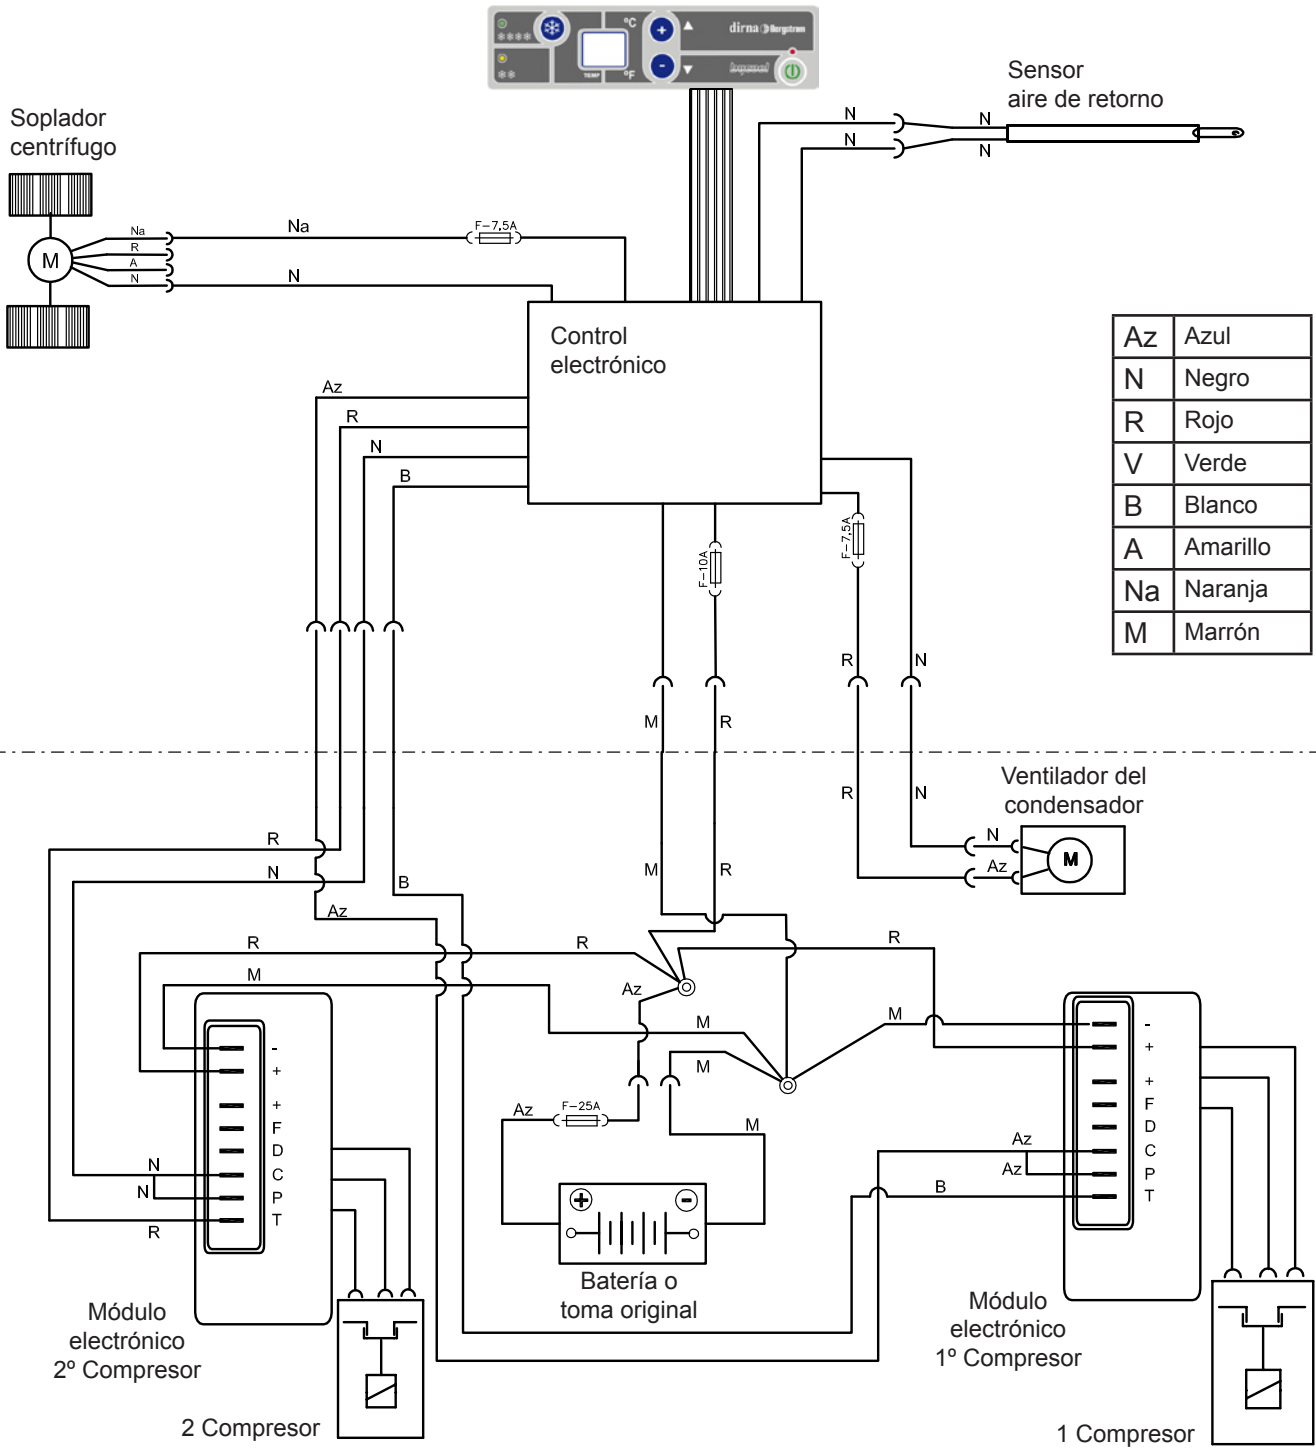 °C
dirna Bergstrom
TEMP
°F
Sensor
aire de retorno
N
N
N
N
Soplador
centrífugo
M
Na
R
A
N
Na
N
F-7,5A
Control
electrónico
Az
R
N
B
Az Azul
N Negro
R Rojo
V Verde
B Blanco
A Amarillo
Na Naranja
M Marrón
F-10A
F-7,5A
R
N
M
R
R
N
Ventilador del
condensador
N
Az
M
R
N
B
Az
M
R
R
R
R
M
Az
M
M
M
-
+
+
F
D
C
P
T
N
N
R
Az
F-25A
M
+
-
Batería o
toma original
Az
Az
B
-
+
+
F
D
C
P
T
Módulo
electrónico
2º Compresor
2 Compresor
Módulo
electrónico
1º Compresor
1 Compresor